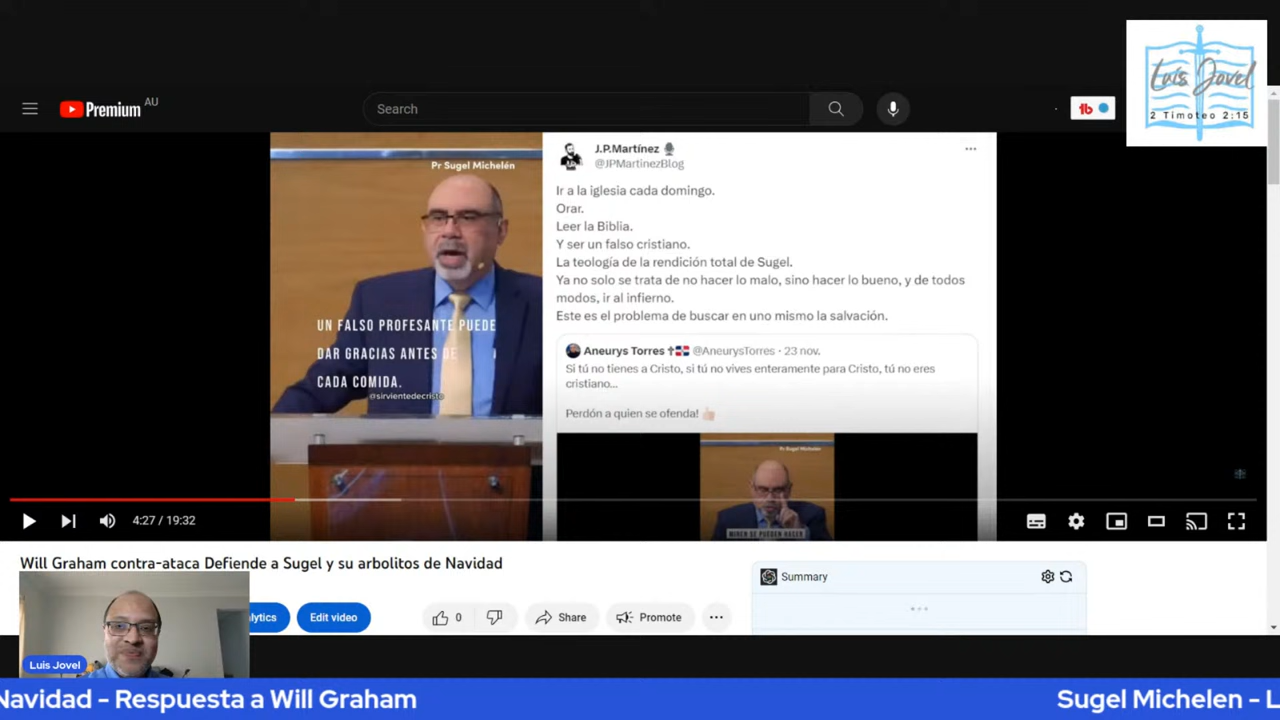 Luis Jovel
2 Timoteo 2:15
Premium AU
Search
Pr Sugel Michelén
UN FALSO PROFESANTE PUEDE
DAR GRACIAS ANTES DE
CADA COMIDA.
@sirvientedecristo
J.P.Martínez
@JPMartinezBlog
Ir a la iglesia cada domingo.
Orar.
Leer la Biblia.
Y ser un falso cristiano.
La teología de la rendición total de Sugel.
Ya no solo se trata de no hacer lo malo, sino hacer lo bueno, y de todos
modos, ir al infierno.
Este es el problema de buscar en uno mismo la salvación.
Aneurys Torres @AneurysTorres · 23 nov.
Si tú no tienes a Cristo, si tú no vives enteramente para Cristo, tú no eres
cristiano...
Perdón a quien se ofenda!
Pr Sugel Michelén
MIREN SE PUEDEN HACER
4:27 / 19:32
Will Graham contra-ataca Defiende a Sugel y su arbolitos de Navidad
lytics
Edit video
0
Share
Promote
Summary
Luis Jovel
Navidad - Respuesta a Will Graham
Sugel Michelen - L